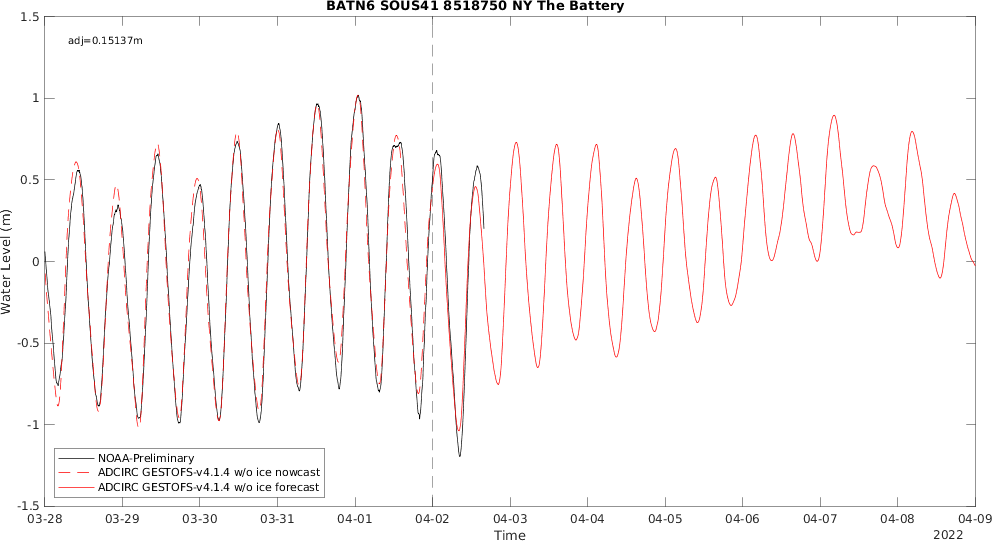 BATN6 SOUS41 8518750 NY The Battery
adj=0.15137m
1.5
1
0.5
0
-0.5
-1
-1.5
Water Level (m)
NOAA-Preliminary
ADCIRC GESTOFS-v4.1.4 w/o ice nowcast
ADCIRC GESTOFS-v4.1.4 w/o ice forecast
03-28 03-29 03-30 03-31 04-01 04-02 04-03 04-04 04-05 04-06 04-07 04-08 04-09
Time
2022